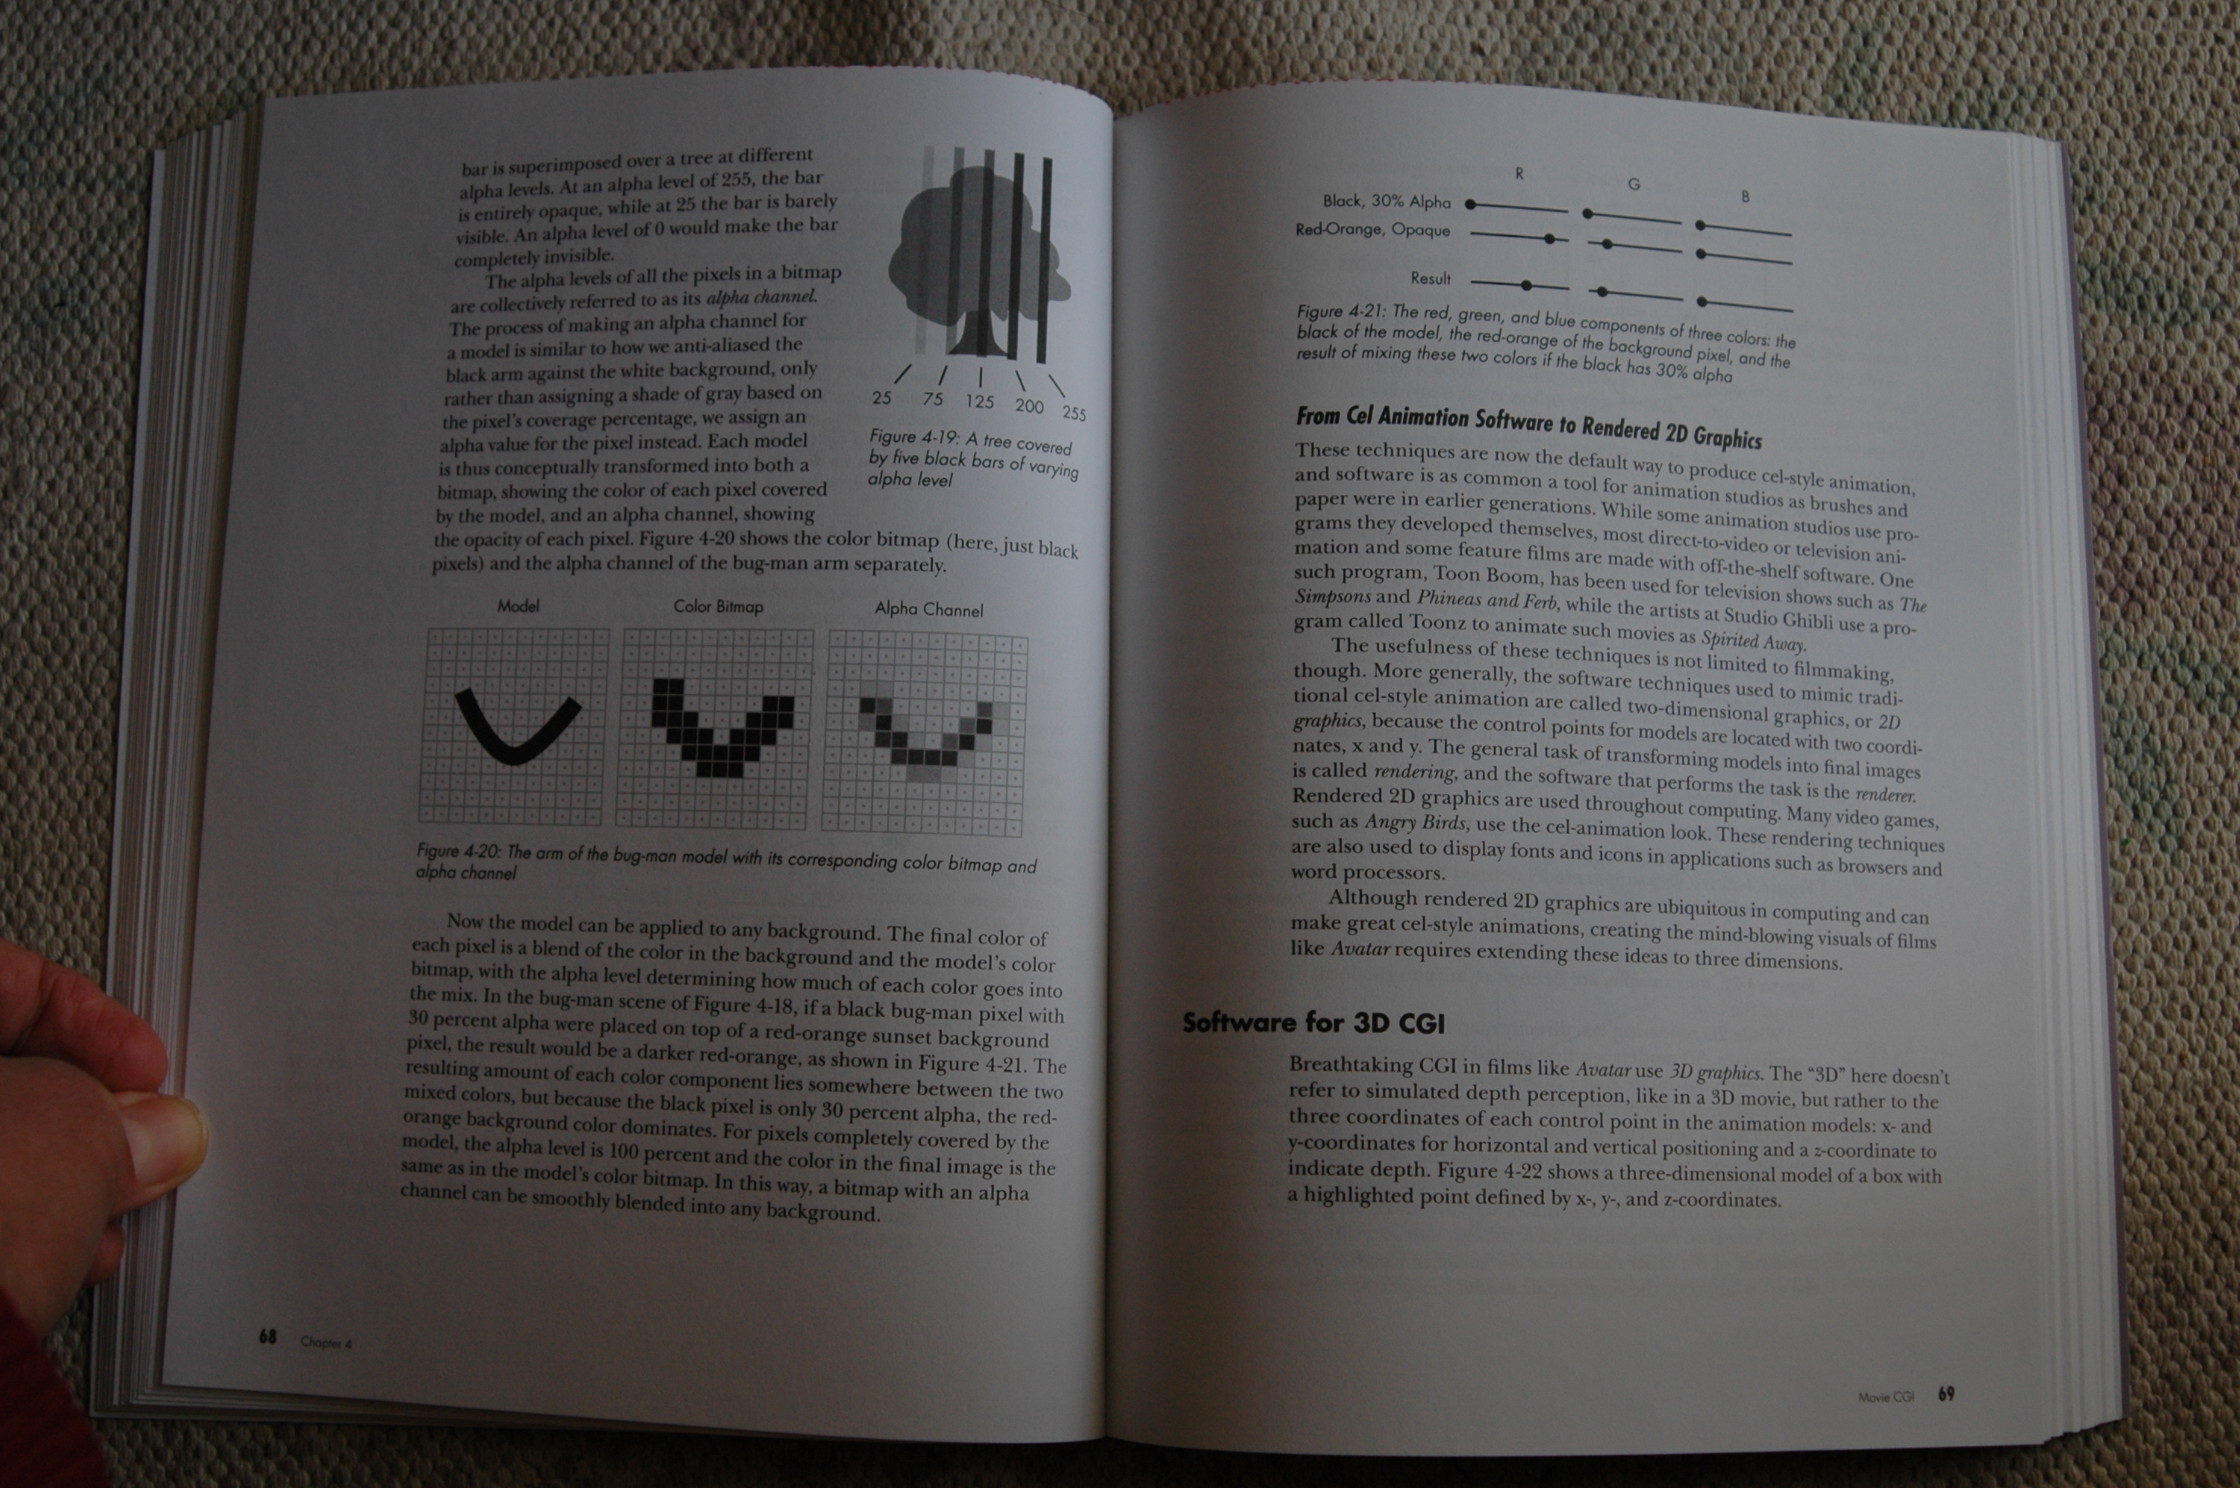 bar is superimposed over a tree at different
alpha levels. At an alpha level of 255, the bar
is entirely opaque, while at 25 the bar is barely
visible. An alpha level of 0 would make the bar
completely invisible.
The alpha levels of all the pixels in a bitmap
are collectively referred to as its alpha channel.
The process of making an alpha channel for
a model is similar to how we anti-aliased the
black arm against the white background, only
rather than assigning a shade of gray based on
the pixel's coverage percentage, we assign an
alpha value for the pixel instead. Each model
is thus conceptually transformed into both a
bitmap, showing the color of each pixel covered
by the model, and an alpha channel, showing
the opacity of each pixel. Figure 4-20 shows the color bitmap (here, just black
pixels) and the alpha channel of the bug-man arm separately.
25 75 125 200 255
Figure 4-19: A tree covered
by five black bars of varying
alpha level
Model Color Bitmap Alpha Channel
Figure 4-20: The arm of the bug-man model with its corresponding color bitmap and
alpha channel
Now the model can be applied to any background. The final color of
each pixel is a blend of the color in the background and the model's color
bitmap, with the alpha level determining how much of each color goes into
the mix. In the bug-man scene of Figure 4-18, if a black bug-man pixel with
30 percent alpha were placed on top of a red-orange sunset background
pixel, the result would be a darker red-orange, as shown in Figure 4-21. The
resulting amount of each color component lies somewhere between the two
mixed colors, but because the black pixel is only 30 percent alpha, the red-
orange background color dominates. For pixels completely covered by the
model, the alpha level is 100 percent and the color in the final image is the
same as in the model's color bitmap. In this way, a bitmap with an alpha
channel can be smoothly blended into any background.
68 Chapter 4
R G B
Black, 30% Alpha
Red-Orange, Opaque
Result
Figure 4-21: The red, green, and blue components of three colors: the
black of the model, the red-orange of the background pixel, and the
result of mixing these two colors if the black has 30% alpha
From Cel Animation Software to Rendered 2D Graphics
These techniques are now the default way to produce cel-style animation,
and software is as common a tool for animation studios as brushes and
paper were in earlier generations. While some animation studios use pro-
grams they developed themselves, most direct-to-video or television ani-
mation and some feature films are made with off-the-shelf software. One
such program, Toon Boom, has been used for television shows such as The
Simpsons and Phineas and Ferb, while the artists at Studio Ghibli use a pro-
gram called Toonz to animate such movies as Spirited Away.
The usefulness of these techniques is not limited to filmmaking,
though. More generally, the software techniques used to mimic tradi-
tional cel-style animation are called two-dimensional graphics, or 2D
graphics, because the control points for models are located with two coordi-
nates, x and y. The general task of transforming models into final images
is called rendering, and the software that performs the task is the renderer.
Rendered 2D graphics are used throughout computing. Many video games,
such as Angry Birds, use the cel-animation look. These rendering techniques
are also used to display fonts and icons in applications such as browsers and
word processors.
Although rendered 2D graphics are ubiquitous in computing and can
make great cel-style animations, creating the mind-blowing visuals of films
like Avatar requires extending these ideas to three dimensions.
Software for 3D CGI
Breathtaking CGI in films like Avatar use 3D graphics. The “3D” here doesn't
refer to simulated depth perception, like in a 3D movie, but rather to the
three coordinates of each control point in the animation models: x- and
y-coordinates for horizontal and vertical positioning and a z-coordinate to
indicate depth. Figure 4-22 shows a three-dimensional model of a box with
a highlighted point defined by x-, y-, and z-coordinates.
Movie CGI 69